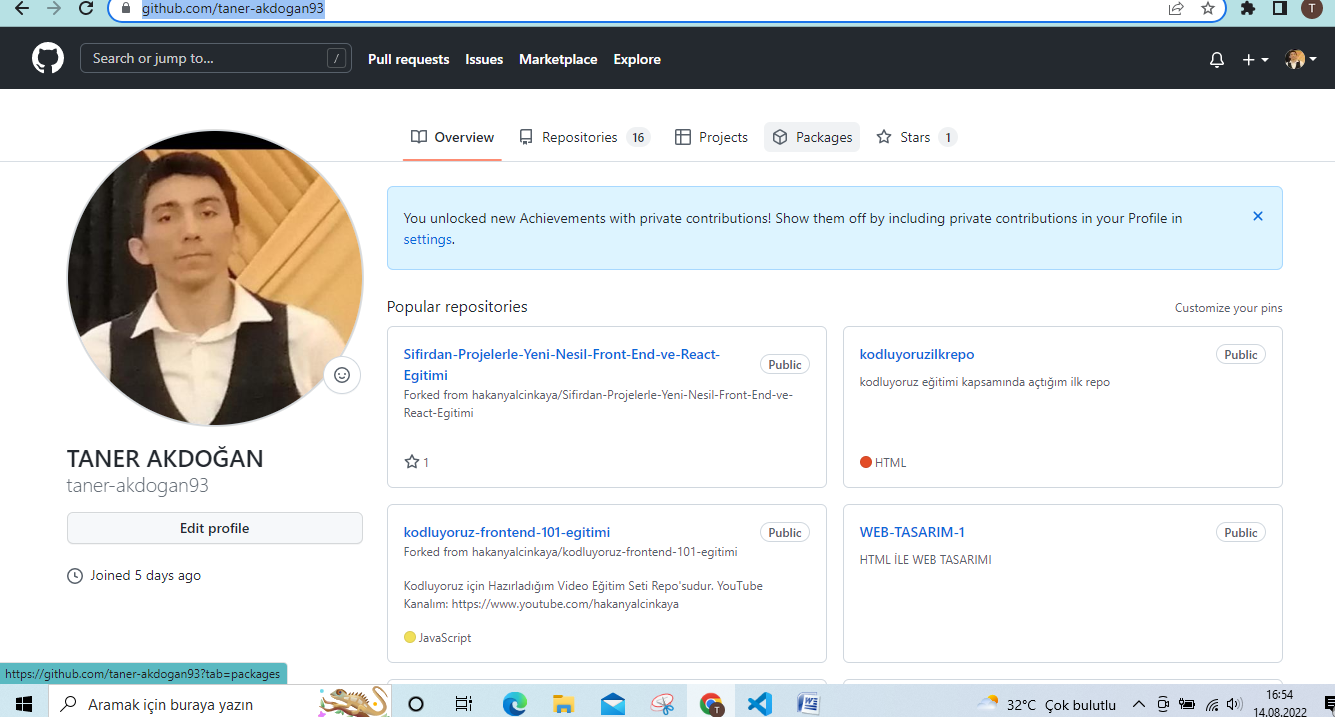 github.com/taner-akdogan93
T
Search or jump to...
/
Pull requests
Issues
Marketplace
Explore
Overview
Repositories 16
Projects
Packages
Stars 1
You unlocked new Achievements with private contributions! Show them off by including private contributions in your Profile in
settings.
Popular repositories
Customize your pins
Sifirdan-Projelerle-Yeni-Nesil-Front-End-ve-React-
Egitimi
Public
Forked from hakanyalcinkaya/Sifirdan-Projelerle-Yeni-Nesil-Front-End-ve-
React-Egitimi
1
kodluyoruzilkrepo
Public
kodluyoruz eğitimi kapsamında açtığım ilk repo
HTML
TANER AKDOĞAN
taner-akdogan93
Edit profile
Joined 5 days ago
kodluyoruz-frontend-101-egitimi
Public
Forked from hakanyalcinkaya/kodluyoruz-frontend-101-egitimi
Kodluyoruz için Hazırladığım Video Eğitim Seti Repo'sudur. YouTube
Kanalım: https://www.youtube.com/hakanyalcinkaya
JavaScript
WEB-TASARIM-1
Public
HTML İLE WEB TASARIMI
https://github.com/taner-akdogan93?tab=packages
Aramak için buraya yazın
T
W
32°C Çok bulutlu
16:54
14.08.2022